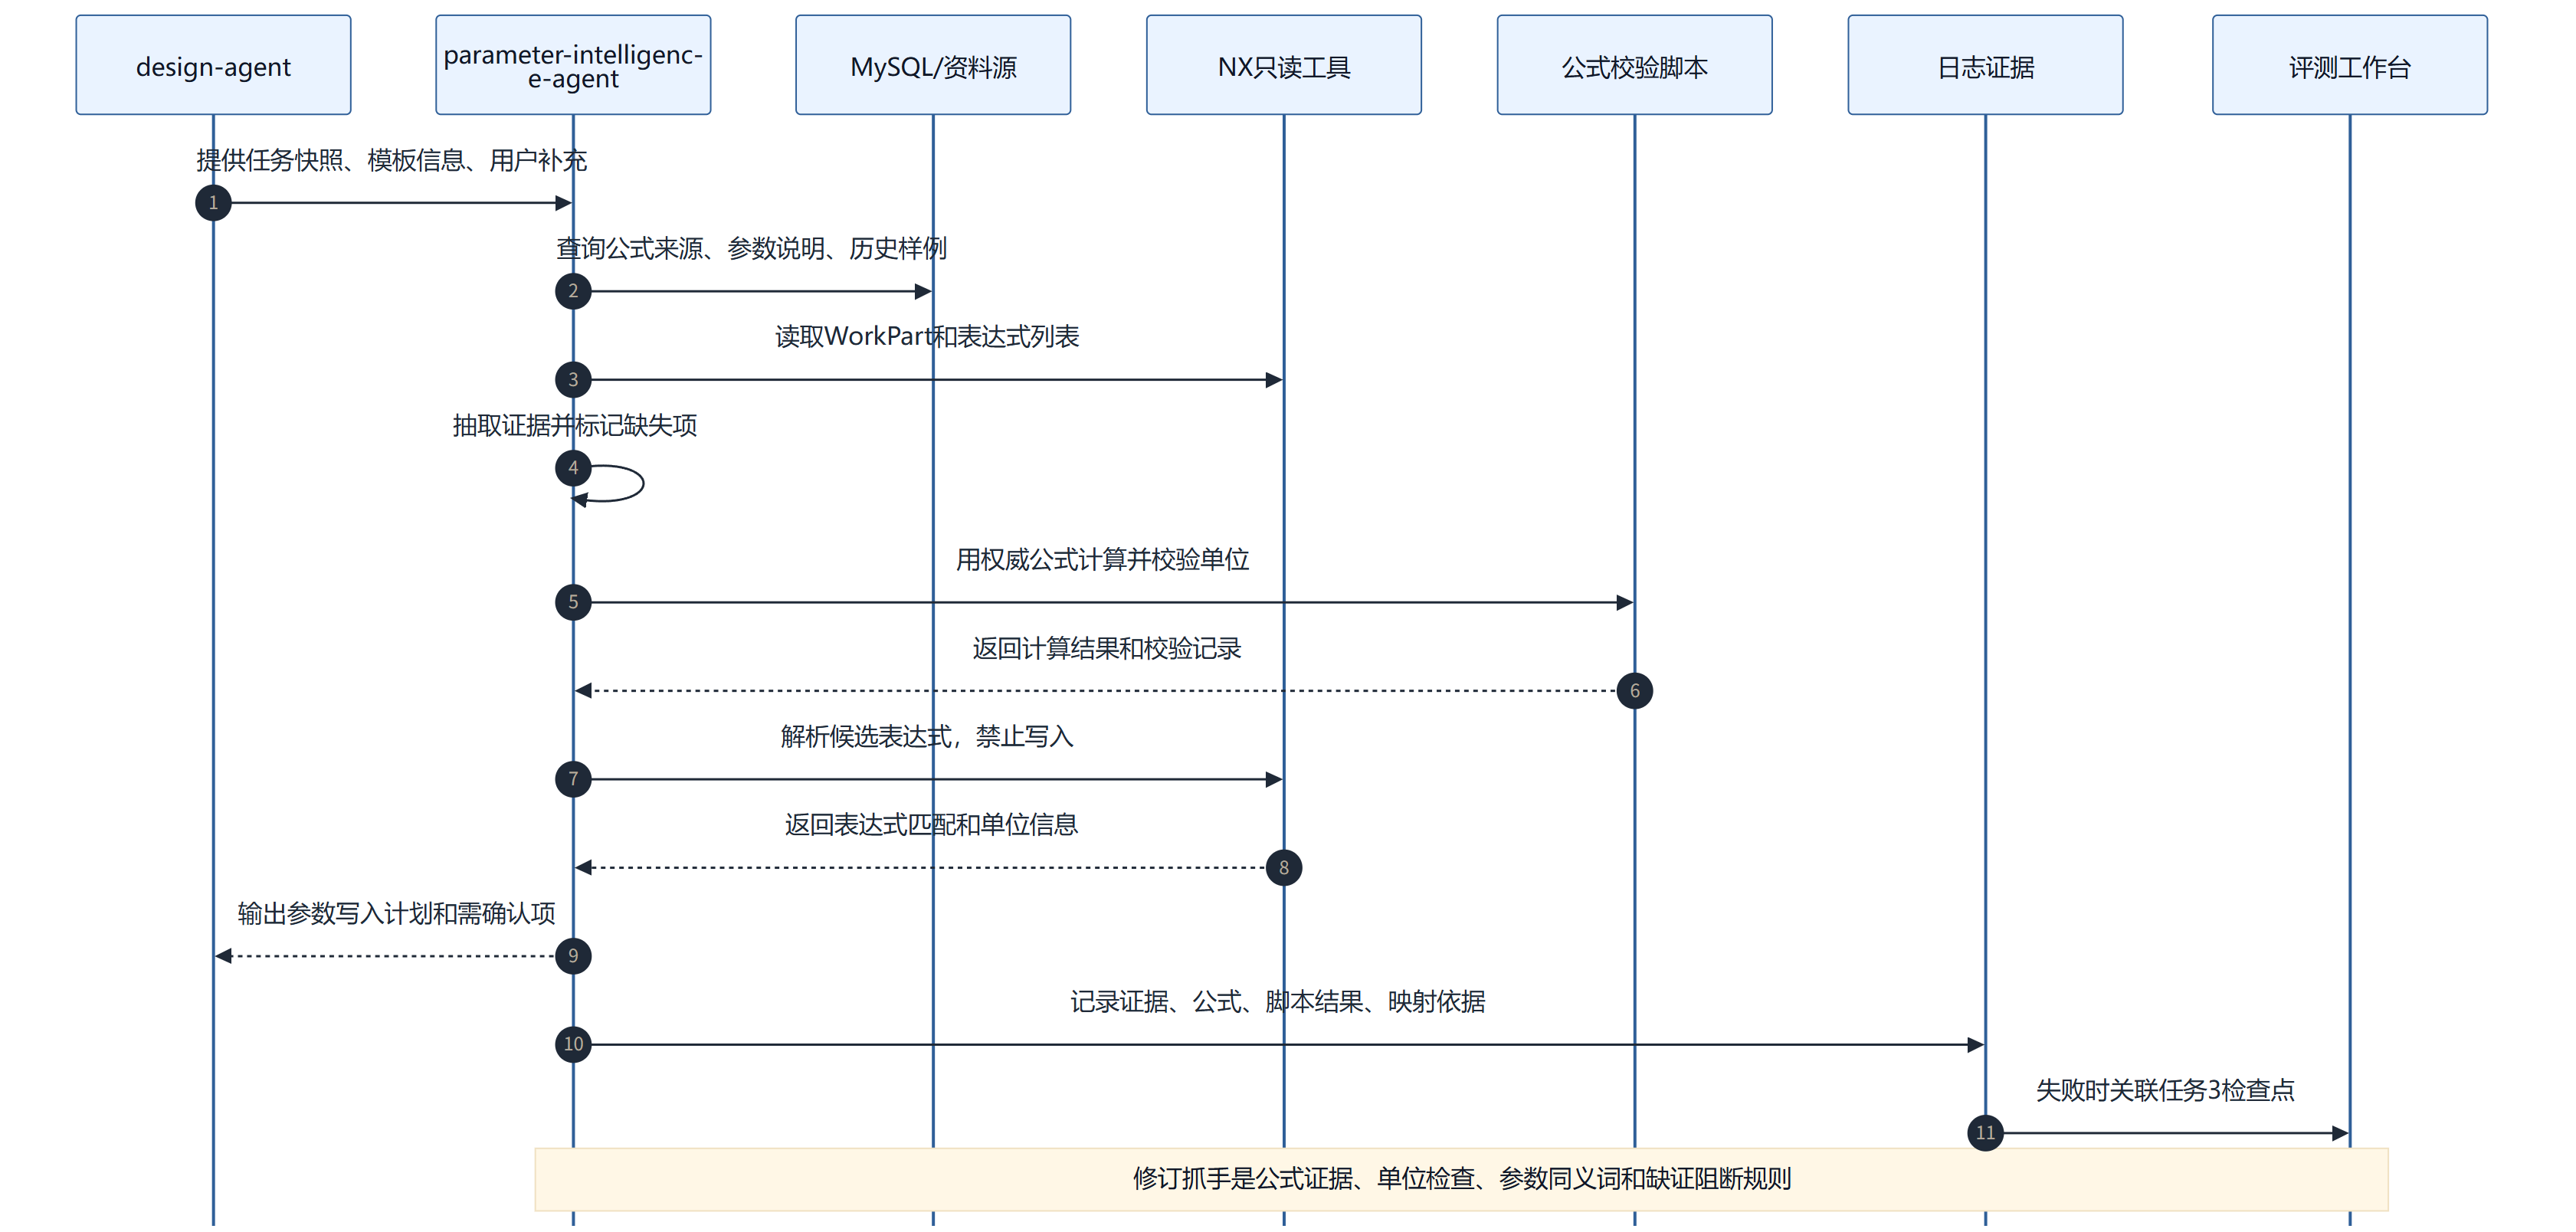 design-agent
parameter-intelligenc-
e-agent
MySQL/资料源
NX只读工具
公式校验脚本
日志证据
评测工作台
提供任务快照、模板信息、用户补充
1
查询公式来源、参数说明、历史样例
2
读取WorkPart和表达式列表
3
抽取证据并标记缺失项
4
用权威公式计算并校验单位
5
返回计算结果和校验记录
6
解析候选表达式，禁止写入
7
返回表达式匹配和单位信息
8
输出参数写入计划和需确认项
9
记录证据、公式、脚本结果、映射依据
10
失败时关联任务3检查点
11
修订抓手是公式证据、单位检查、参数同义词和缺证阻断规则